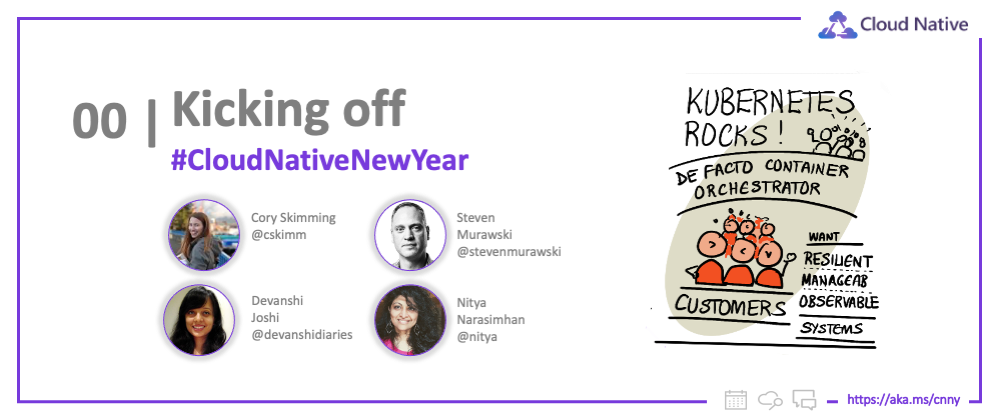 Cloud Native
00 |
Kicking off
#CloudNativeNewYear
Cory Skimming
@cskimm
Steven
Murawski
@stevenmurawski
Devanshi
Joshi
@devanshidiaries
Nitya
Narasimhan
@nitya
KUBERNETES
ROCKS!
DE FACTO CONTAINER
ORCHESTRATOR
CUSTOMERS
WANT
RESILIENT
MANAGEAB
OBSERVABLE
SYSTEMS
https://aka.ms/cnny